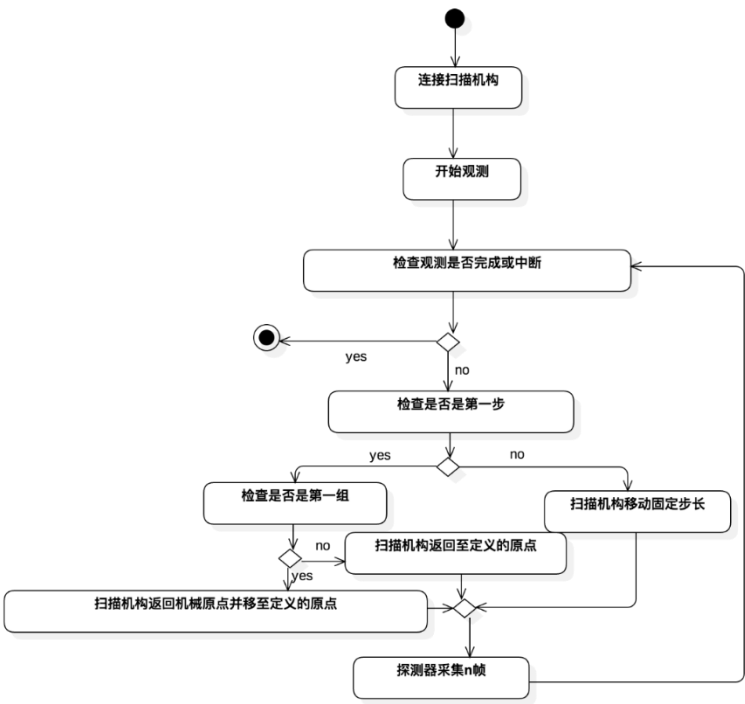 连接扫描机构
开始观测
检查观测是否完成或中断
yes
no
检查是否是第一步
yes
no
检查是否是第一组
扫描机构移动固定步长
no
扫描机构返回至定义的原点
yes
扫描机构返回机械原点并移至定义的原点
探测器采集n帧